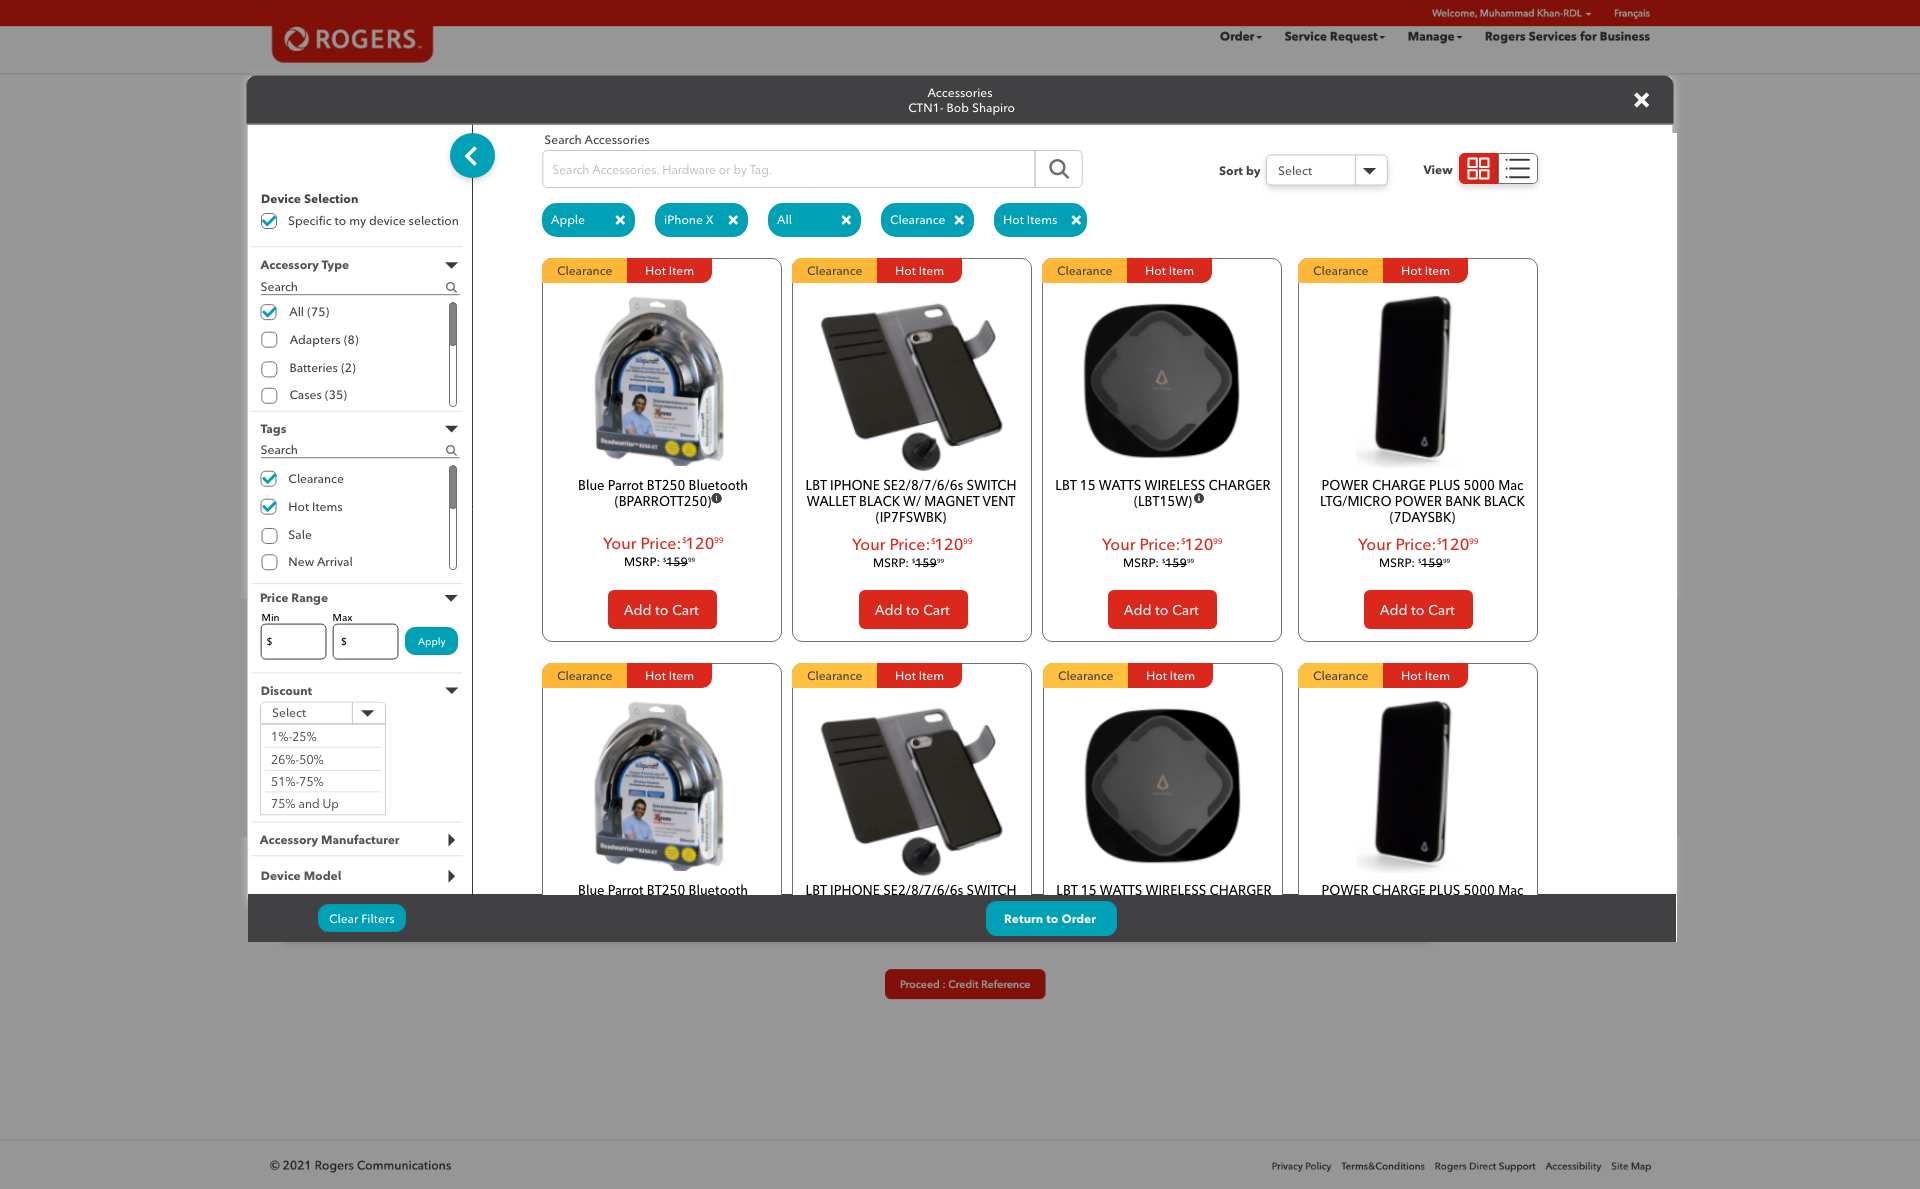 Welcome, Muhammad Khan-RDL
Français
ROGERS™
Order
Service Request
Manage
Rogers Services for Business
Accessories
CTN1- Bob Shapiro
Device Selection
Specific to my device selection
Accessory Type
Search
All (75)
Adapters (8)
Batteries (2)
Cases (35)
Tags
Search
Clearance
Hot Items
Sale
New Arrival
Price Range
Min
Max
$
$
Apply
Discount
Select
1%-25%
26%-50%
51%-75%
75% and Up
Accessory Manufacturer
Device Model
Clear Filters
Search Accessories
Search Accessories, Hardware or by Tag.
Sort by
Select
View
Apple
iPhone X
All
Clearance
Hot Items
Clearance
Hot Item
Blue Parrot BT250 Bluetooth
(BPARROTT250)
Your Price:$120.99
MSRP: $159.99
Add to Cart
Clearance
Hot Item
LBT IPHONE SE2/8/7/6/6s SWITCH
WALLET BLACK W/ MAGNET VENT
(IP7FSWBK)
Your Price:$120.99
MSRP: $159.99
Add to Cart
Clearance
Hot Item
LBT 15 WATTS WIRELESS CHARGER
(LBT15W)
Your Price:$120.99
MSRP: $159.99
Add to Cart
Clearance
Hot Item
POWER CHARGE PLUS 5000 Mac
LTG/MICRO POWER BANK BLACK
(7DAYSBK)
Your Price:$120.99
MSRP: $159.99
Add to Cart
Clearance
Hot Item
Blue Parrot BT250 Bluetooth
Clearance
Hot Item
LBT IPHONE SE2/8/7/6/6s SWITCH
Clearance
Hot Item
LBT 15 WATTS WIRELESS CHARGER
Clearance
Hot Item
POWER CHARGE PLUS 5000 Mac
Return to Order
Proceed : Credit Reference
© 2021 Rogers Communications
Privacy Policy
Terms&Conditions
Rogers Direct Support
Accessibility
Site Map